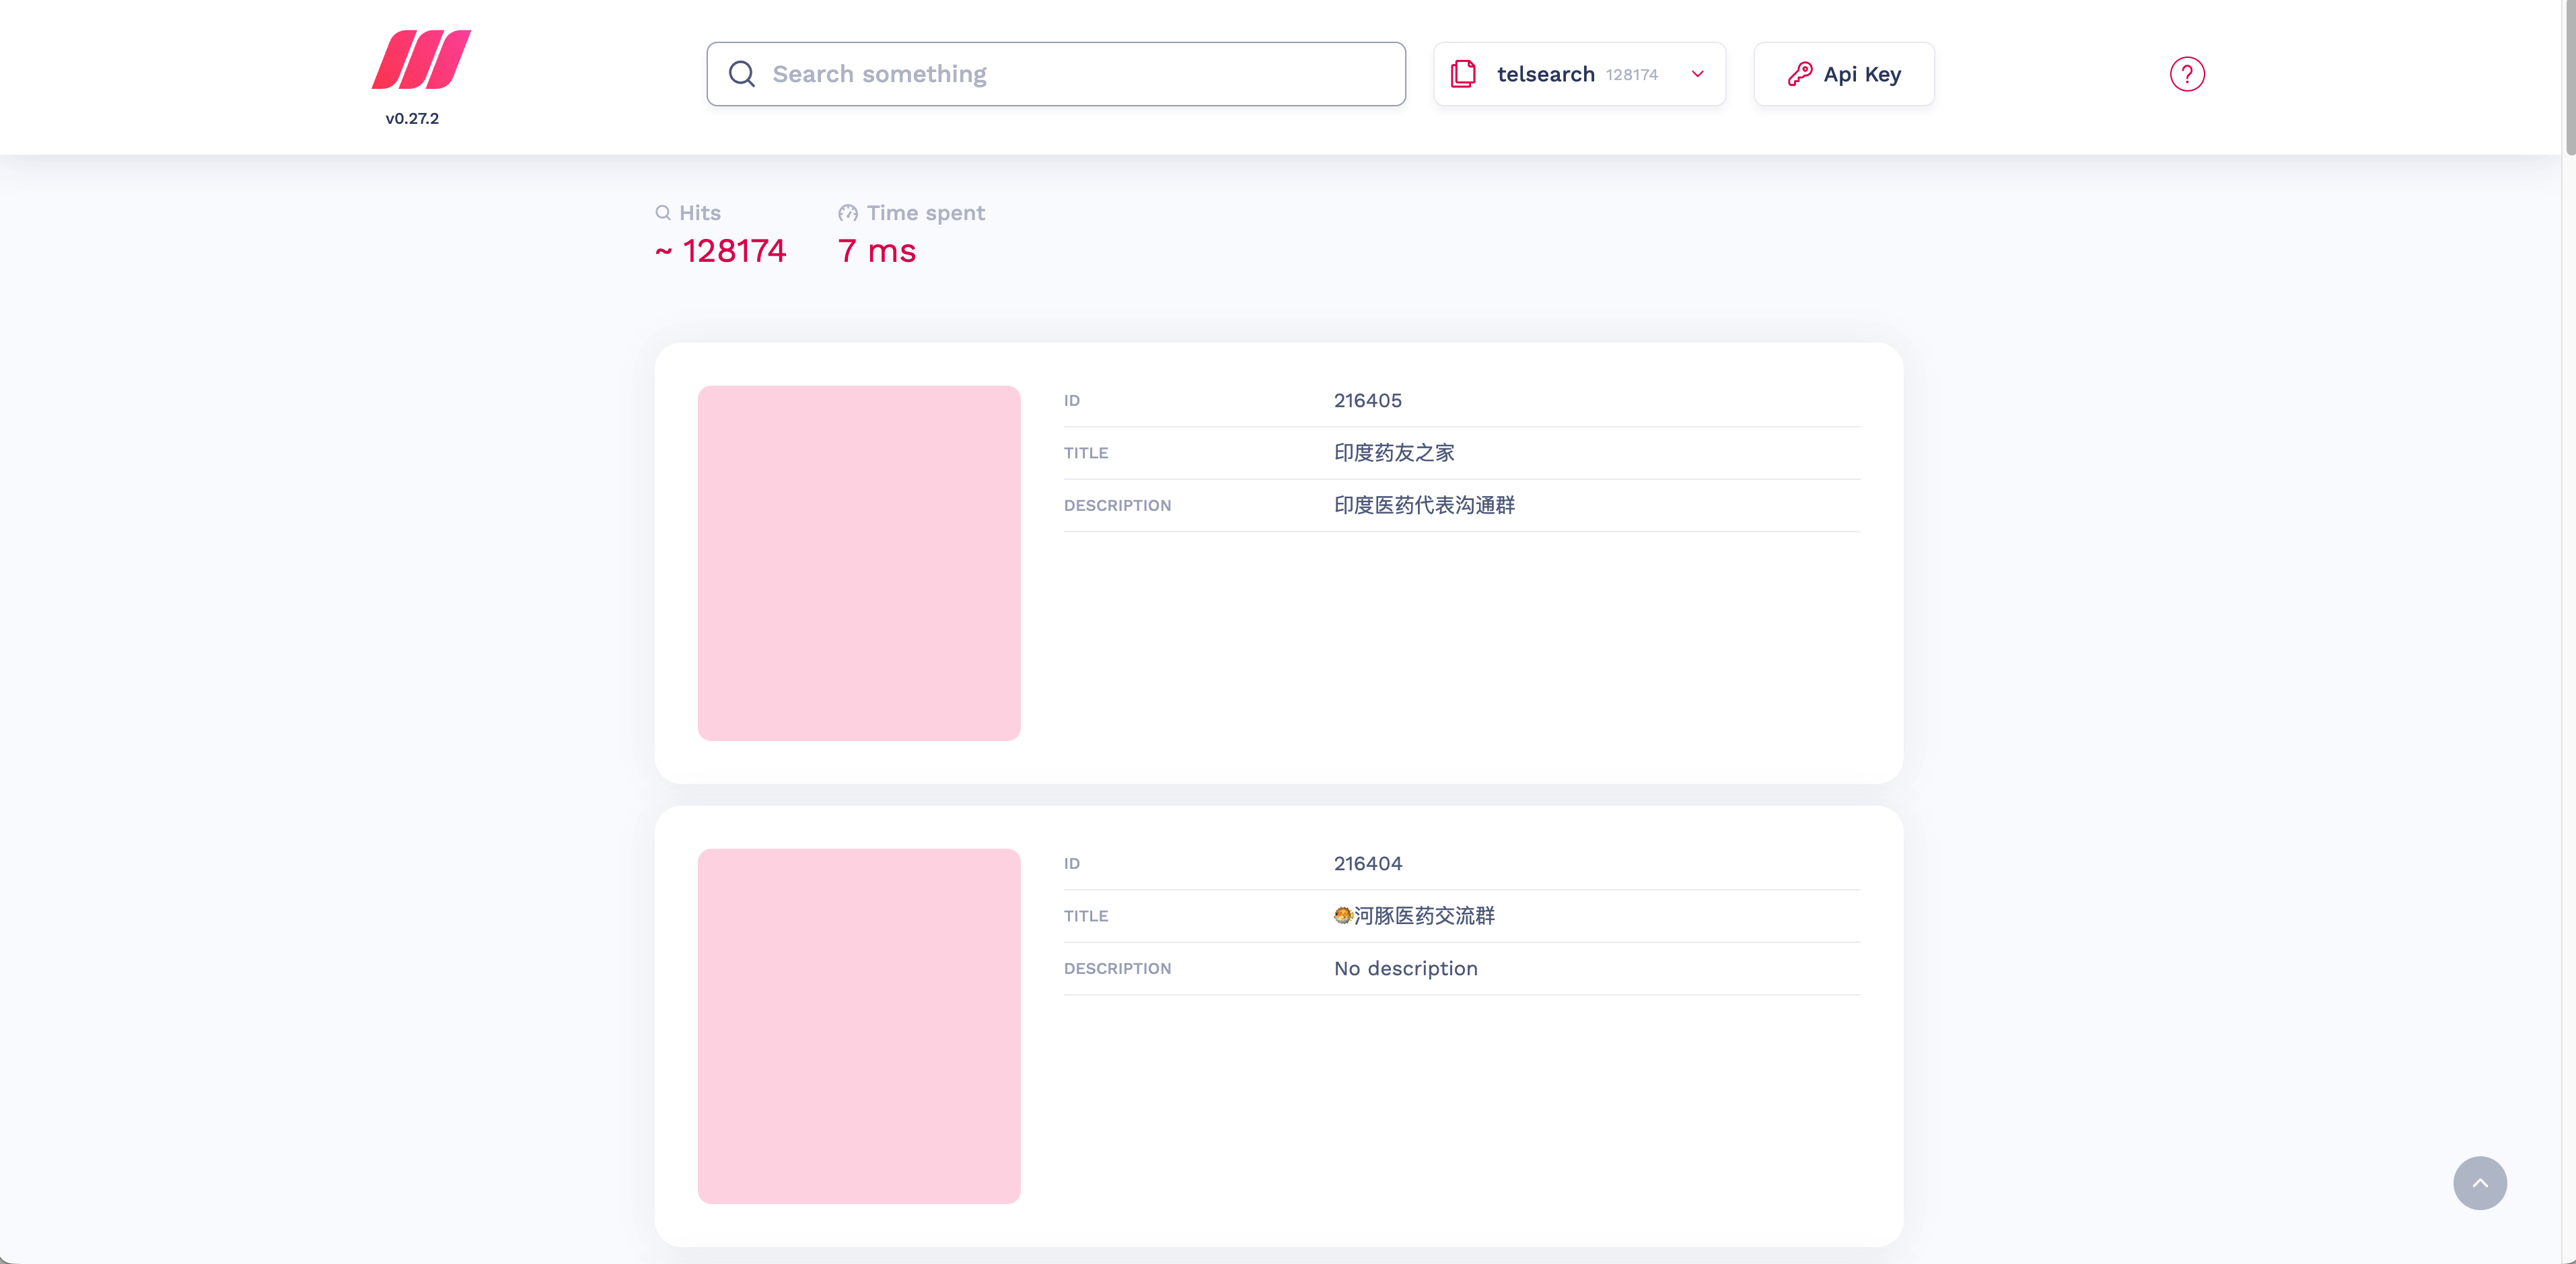 v0.27.2
Search something
telsearch 128174
Api Key
?
Hits
~ 128174
Time spent
7 ms
ID 216405
TITLE 印度药友之家
DESCRIPTION 印度医药代表沟通群
ID 216404
TITLE 🐡河豚医药交流群
DESCRIPTION No description